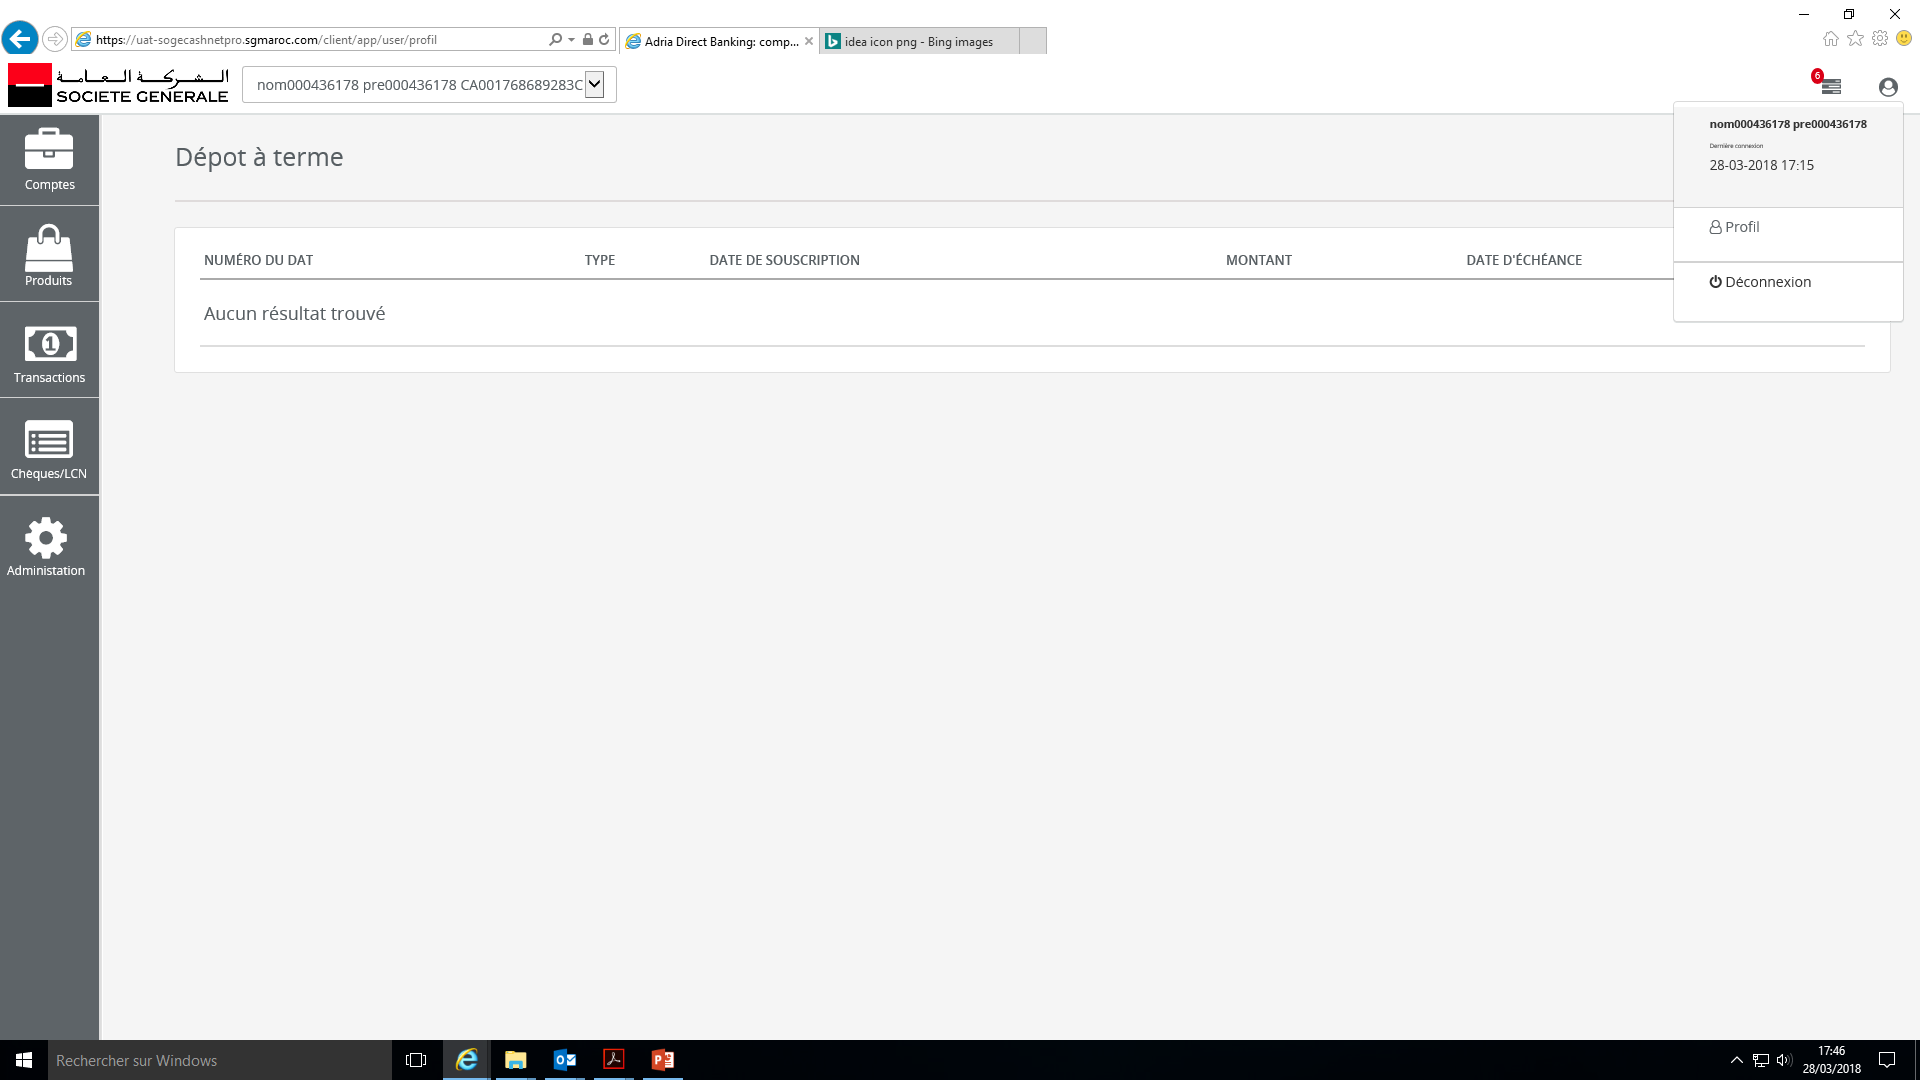 https://uat-sogecashnetpro.sgmaroc.com/client/app/user/profil
Adria Direct Banking: comp...
idea icon png - Bing images
الشركة العامة
SOCIETE GENERALE
nom000436178 pre000436178 CA001768689283C
6
nom000436178 pre000436178
Dernière connexion
28-03-2018 17:15
Profil
Déconnexion
Comptes
Produits
1
Transactions
Chèques/LCN
Administation
Dépot à terme
NUMÉRO DU DAT TYPE DATE DE SOUSCRIPTION MONTANT DATE D'ÉCHÉANCE
Aucun résultat trouvé
Rechercher sur Windows
17:46
28/03/2018